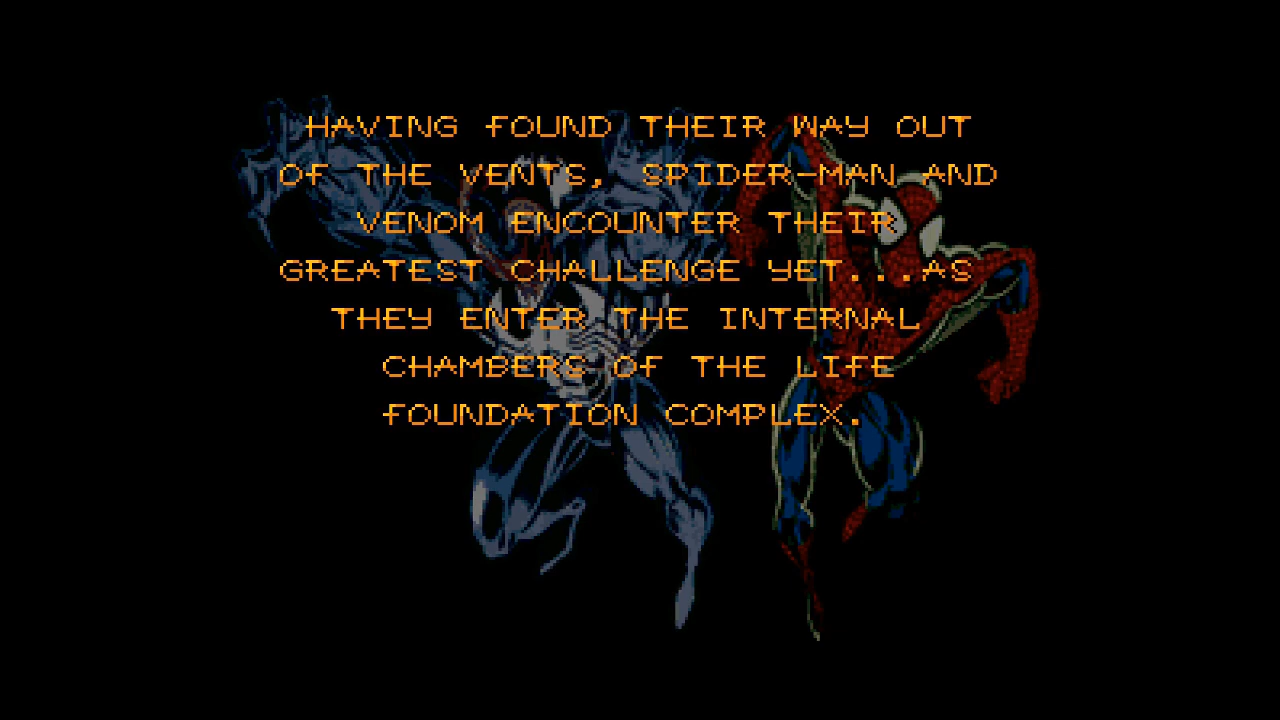 HAVING FOUND THEIR WAY OUT
OF THE VENTS, SPIDER-MAN AND
VENOM ENCOUNTER THEIR
GREATEST CHALLENGE YET...AS
THEY ENTER THE INTERNAL
CHAMBERS OF THE LIFE
FOUNDATION COMPLEX.